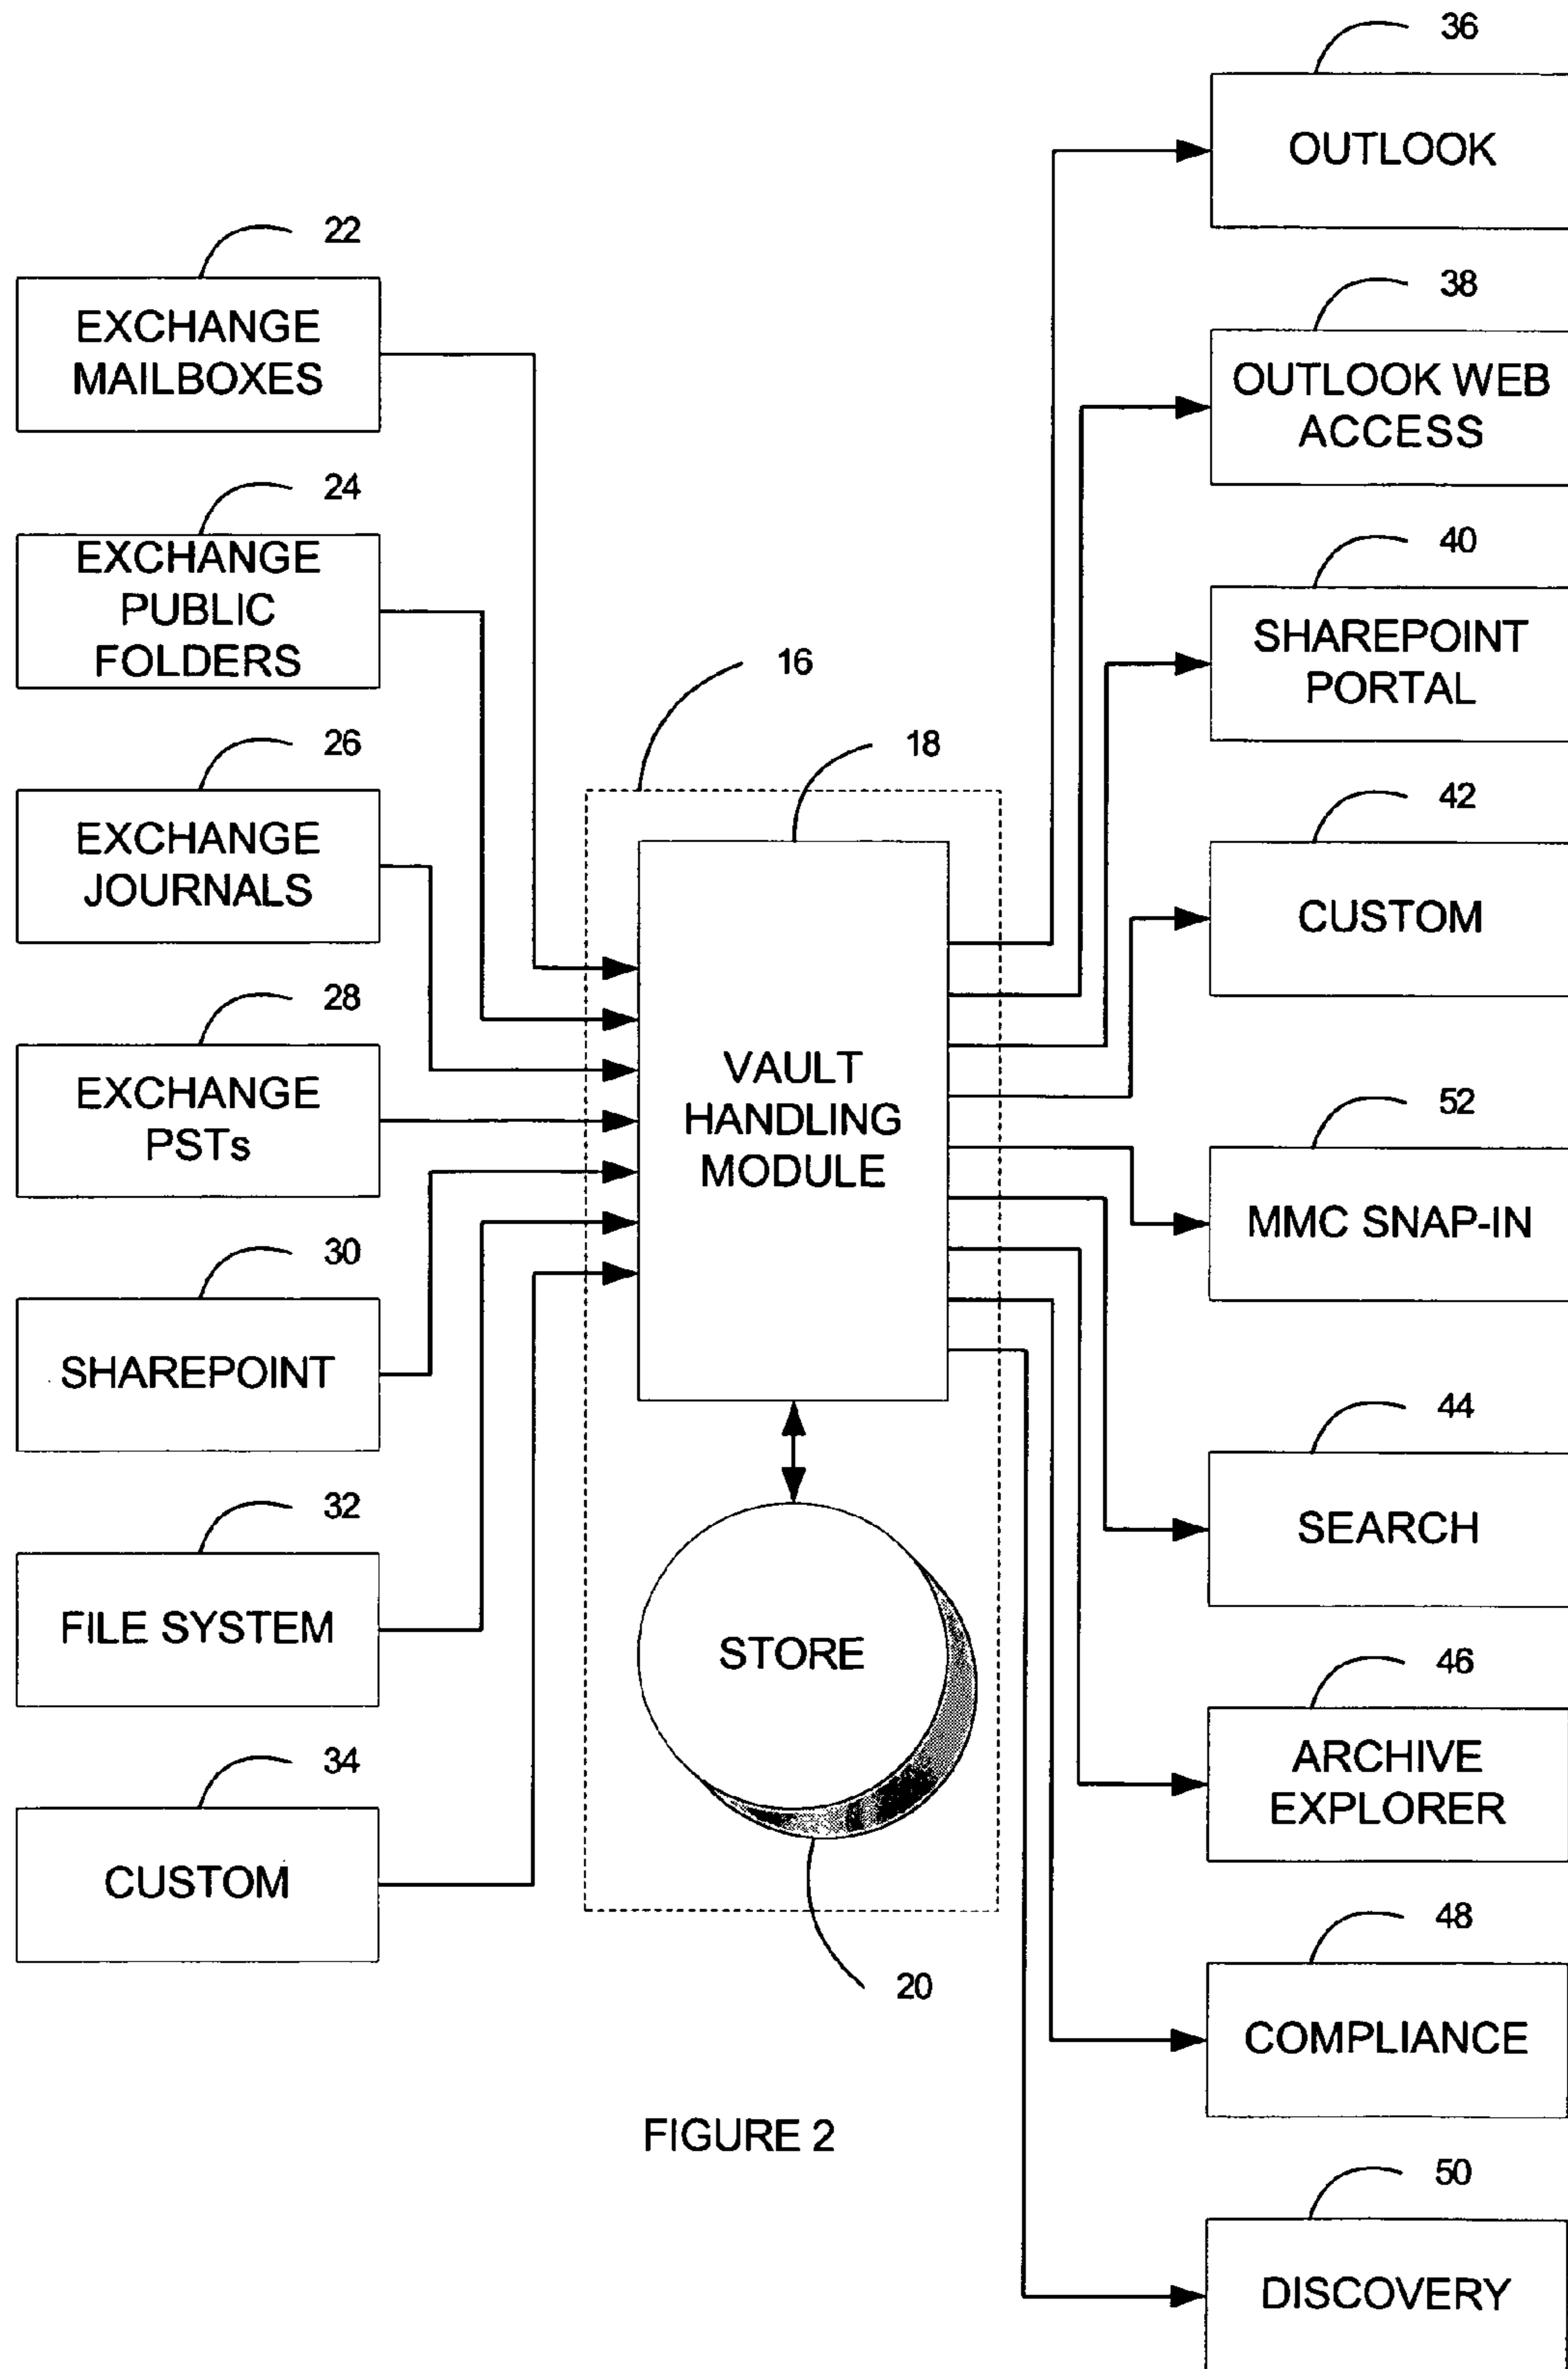 36
OUTLOOK
22
EXCHANGE
MAILBOXES
38
OUTLOOK WEB
ACCESS
24
EXCHANGE
PUBLIC
FOLDERS
40
SHAREPOINT
PORTAL
16
26
EXCHANGE
JOURNALS
18
42
CUSTOM
28
EXCHANGE
PSTs
VAULT
HANDLING
MODULE
52
MMC SNAP-IN
30
SHAREPOINT
44
SEARCH
32
FILE SYSTEM
STORE
46
ARCHIVE
EXPLORER
34
CUSTOM
20
48
COMPLIANCE
FIGURE 2
50
DISCOVERY